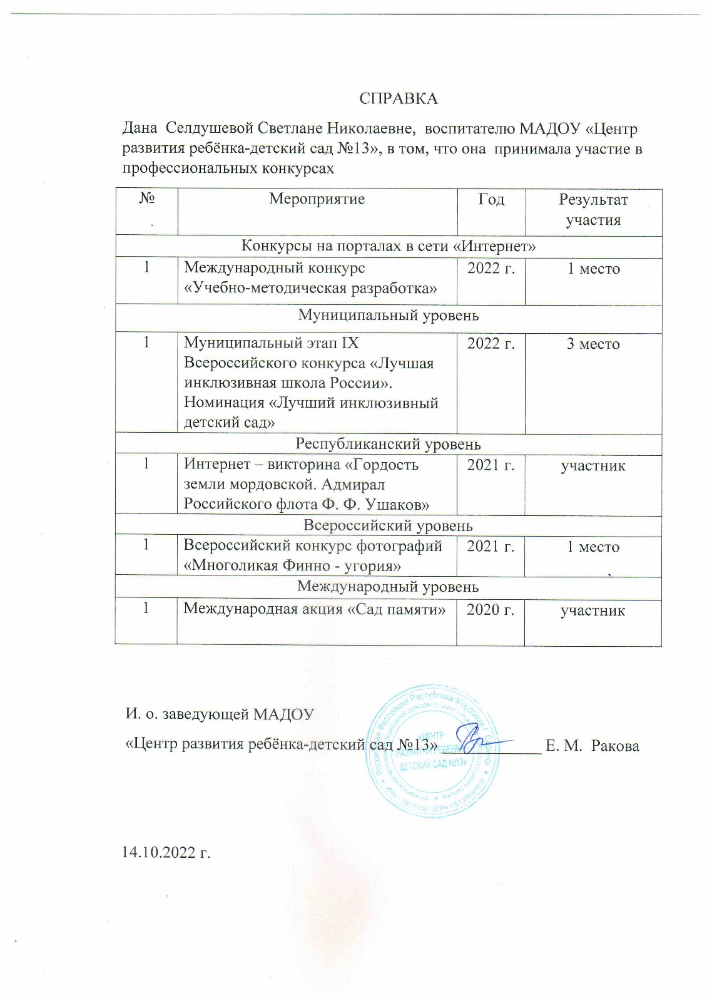 СПРАВКА
Дана Селдушевой Светлане Николаевне, воспитателю МАДОУ «Центр
развития ребёнка-детский сад №13», в том, что она принимала участие в
профессиональных конкурсах
№ Мероприятие Год Результат
участия
Конкурсы на порталах в сети «Интернет»
1 Международный конкурс 2022 г. 1 место
«Учебно-методическая разработка»
Муниципальный уровень
1 Муниципальный этап IX 2022 г. 3 место
Всероссийского конкурса «Лучшая
инклюзивная школа России».
Номинация «Лучший инклюзивный
детский сад»
Республиканский уровень
1 Интернет – викторина «Гордость 2021 г. участник
земли мордовской. Адмирал
Российского флота Ф. Ф. Ушаков»
Всероссийский уровень
1 Всероссийский конкурс фотографий 2021 г. 1 место
«Многоликая Финно - угория»
Международный уровень
1 Международная акция «Сад памяти» 2020 г. участник
И. о. заведующей МАДОУ
«Центр развития ребёнка-детский сад №13» Е. М. Ракова
Российская Федерация Республика Мордовия г. Саранск
«ЦЕНТР
РАЗВИТИЯ РЕБЕНКА
ДЕТСКИЙ САД №13»
14.10.2022 г.